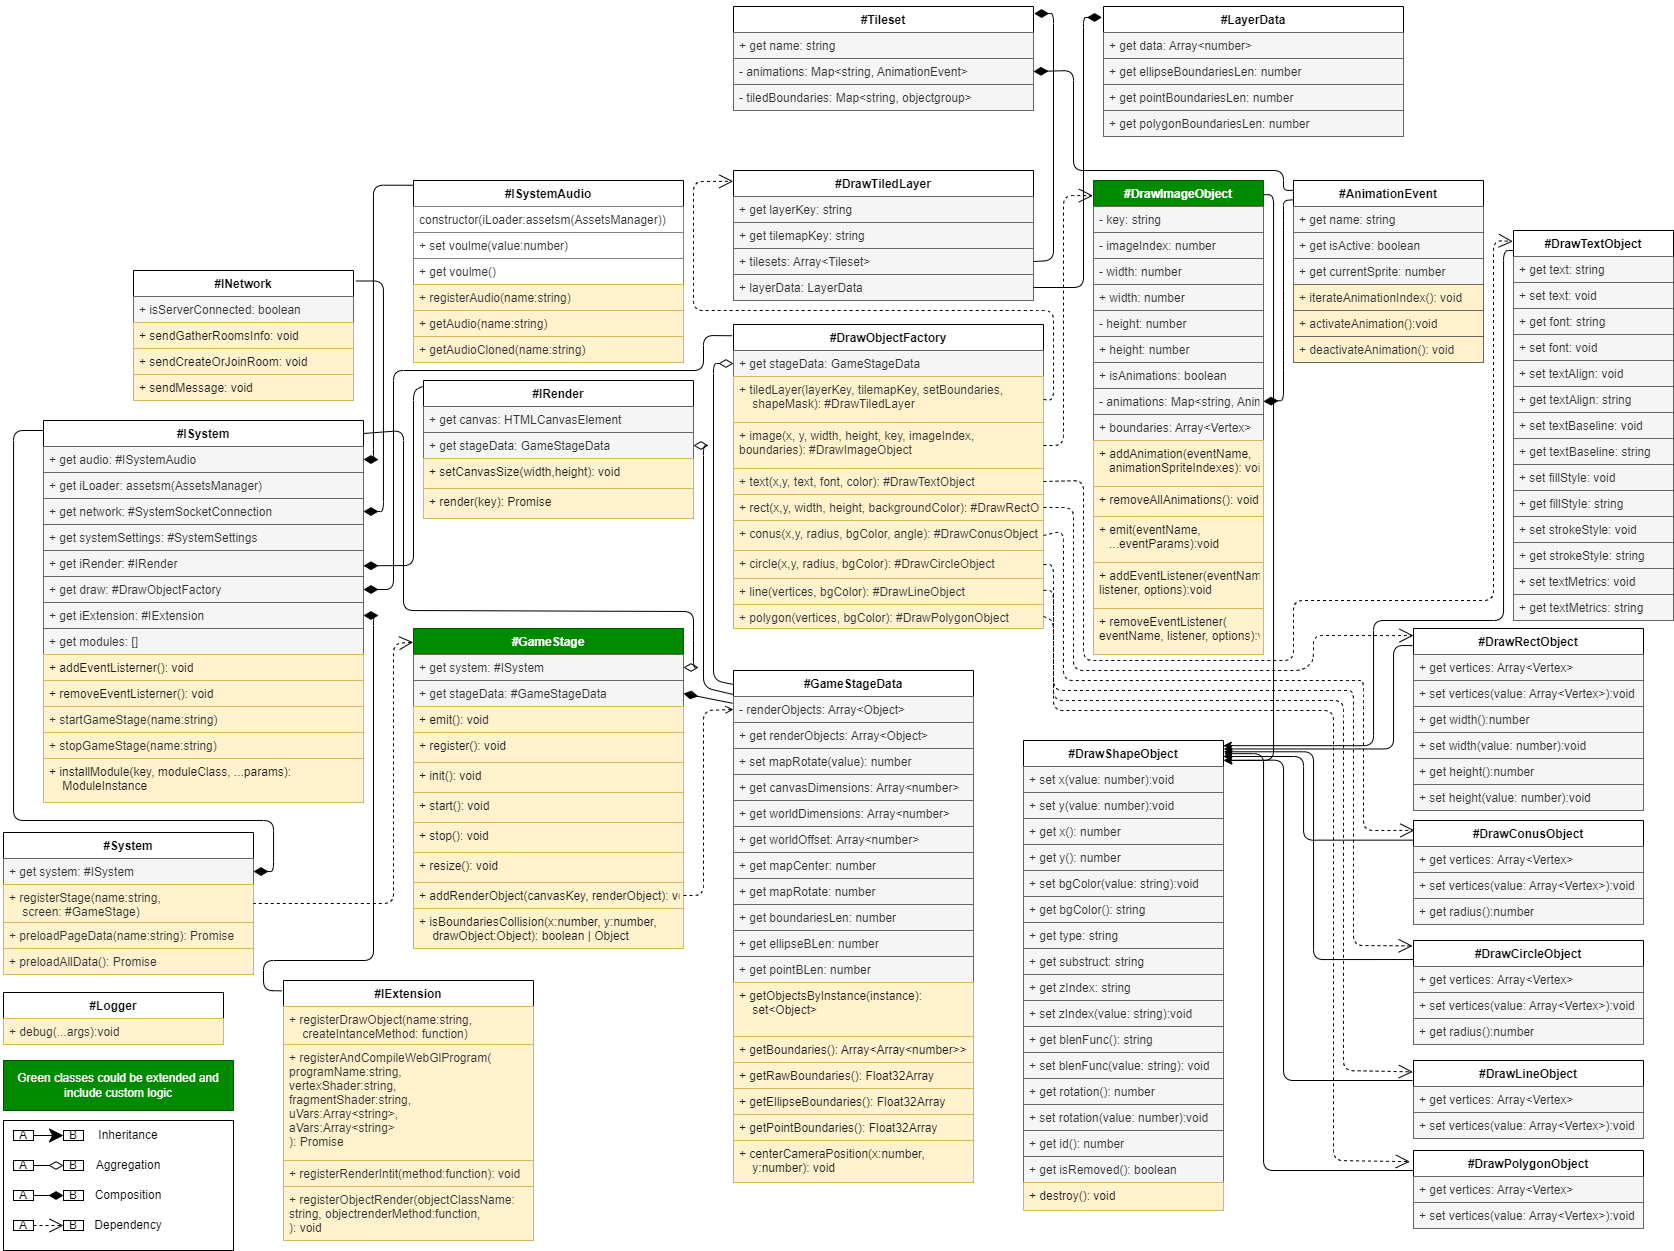 #Tileset
+ get name: string
- animations: Map<string, AnimationEvent>
- tiledBoundaries: Map<string, objectgroup>
#LayerData
+ get data: Array<number>
+ get ellipseBoundariesLen: number
+ get pointBoundariesLen: number
+ get polygonBoundariesLen: number
#ISystemAudio
constructor(iLoader:assetsm(AssetsManager))
+ set voulme(value:number)
+ get voulme()
+ registerAudio(name:string)
+ getAudio(name:string)
+ getAudioCloned(name:string)
#DrawTiledLayer
+ get layerKey: string
+ get tilemapKey: string
+ tilesets: Array<Tileset>
+ layerData: LayerData
#DrawImageObject
- key: string
- imageIndex: number
- width: number
+ width: number
- height: number
+ height: number
+ isAnimations: boolean
- animations: Map<string, Anim
+ boundaries: Array<Vertex>
+ addAnimation(eventName,
animationSpriteIndexes): voi
+ removeAllAnimations(): void
+ emit(eventName,
...eventParams):void
+ addEventListener(eventNam
listener, options):void
+ removeEventListener(
eventName, listener, options):v
#AnimationEvent
+ get name: string
+ get isActive: boolean
+ get currentSprite: number
+ iterateAnimationIndex(): void
+ activateAnimation():void
+ deactivateAnimation(): void
#DrawTextObject
+ get text: string
+ set text: void
+ get font: string
+ set font: void
+ set textAlign: void
+ get textAlign: string
+ set textBaseline: void
+ get textBaseline: string
+ set fillStyle: void
+ get fillStyle: string
+ set strokeStyle: void
+ get strokeStyle: string
+ set textMetrics: void
+ get textMetrics: string
#INetwork
+ isServerConnected: boolean
+ sendGatherRoomsInfo: void
+ sendCreateOrJoinRoom: void
+ sendMessage: void
#DrawObjectFactory
+ get stageData: GameStageData
+ tiledLayer(layerKey, tilemapKey, setBoundaries,
shapeMask): #DrawTiledLayer
+ image(x, y, width, height, key, imageIndex,
boundaries): #DrawImageObject
+ text(x,y, text, font, color): #DrawTextObject
+ rect(x,y, width, height, backgroundColor): #DrawRectO
+ conus(x,y, radius, bgColor, angle): #DrawConusObject
+ circle(x,y, radius, bgColor): #DrawCircleObject
+ line(vertices, bgColor): #DrawLineObject
+ polygon(vertices, bgColor): #DrawPolygonObject
#IRender
+ get canvas: HTMLCanvasElement
+ get stageData: GameStageData
+ setCanvasSize(width,height): void
+ render(key): Promise
#ISystem
+ get audio: #ISystemAudio
+ get iLoader: assetsm(AssetsManager)
+ get network: #SystemSocketConnection
+ get systemSettings: #SystemSettings
+ get iRender: #IRender
+ get draw: #DrawObjectFactory
+ get iExtension: #IExtension
+ get modules: []
+ addEventListerner(): void
+ removeEventListerner(): void
+ startGameStage(name:string)
+ stopGameStage(name:string)
+ installModule(key, moduleClass, ...params):
ModuleInstance
#GameStage
+ get system: #ISystem
+ get stageData: #GameStageData
+ emit(): void
+ register(): void
+ init(): void
+ start(): void
+ stop(): void
+ resize(): void
+ addRenderObject(canvasKey, renderObject): v
+ isBoundariesCollision(x:number, y:number,
drawObject:Object): boolean | Object
#GameStageData
- renderObjects: Array<Object>
+ get renderObjects: Array<Object>
+ set mapRotate(value): number
+ get canvasDimensions: Array<number>
+ get worldDimensions: Array<number>
+ get worldOffset: Array<number>
+ get mapCenter: number
+ get mapRotate: number
+ get boundariesLen: number
+ get ellipseBLen: number
+ get pointBLen: number
+ getObjectsByInstance(instance):
set<Object>
+ getBoundaries(): Array<Array<number>>
+ getRawBoundaries(): Float32Array
+ getEllipseBoundaries(): Float32Array
+ getPointBoundaries(): Float32Array
+ centerCameraPosition(x:number,
y:number): void
#DrawShapeObject
+ set x(value: number):void
+ set y(value: number):void
+ get x(): number
+ get y(): number
+ set bgColor(value: string):void
+ get bgColor(): string
+ get type: string
+ get substruct: string
+ get zIndex: string
+ set zIndex(value: string):void
+ get blenFunc(): string
+ set blenFunc(value: string): void
+ get rotation(): number
+ set rotation(value: number):void
+ get id(): number
+ get isRemoved(): boolean
+ destroy(): void
#DrawRectObject
+ get vertices: Array<Vertex>
+ set vertices(value: Array<Vertex>):void
+ get width():number
+ set width(value: number):void
+ get height():number
+ set height(value: number):void
#DrawConusObject
+ get vertices: Array<Vertex>
+ set vertices(value: Array<Vertex>):void
+ get radius():number
#DrawCircleObject
+ get vertices: Array<Vertex>
+ set vertices(value: Array<Vertex>):void
+ get radius():number
#DrawLineObject
+ get vertices: Array<Vertex>
+ set vertices(value: Array<Vertex>):void
#DrawPolygonObject
+ get vertices: Array<Vertex>
+ set vertices(value: Array<Vertex>):void
#System
+ get system: #ISystem
+ registerStage(name:string,
screen: #GameStage)
+ preloadPageData(name:string): Promise
+ preloadAllData(): Promise
#Logger
+ debug(...args):void
#IExtension
+ registerDrawObject(name:string,
createIntanceMethod: function)
+ registerAndCompileWebGlProgram(
programName:string,
vertexShader:string,
fragmentShader:string,
uVars:Array<string>,
aVars:Array<string>
): Promise
+ registerRenderIntit(method:function): void
+ registerObjectRender(objectClassName:
string, objectrenderMethod:function,
): void
Green classes could be extended and
include custom logic
A B Inheritance
A B Aggregation
A B Composition
A B Dependency